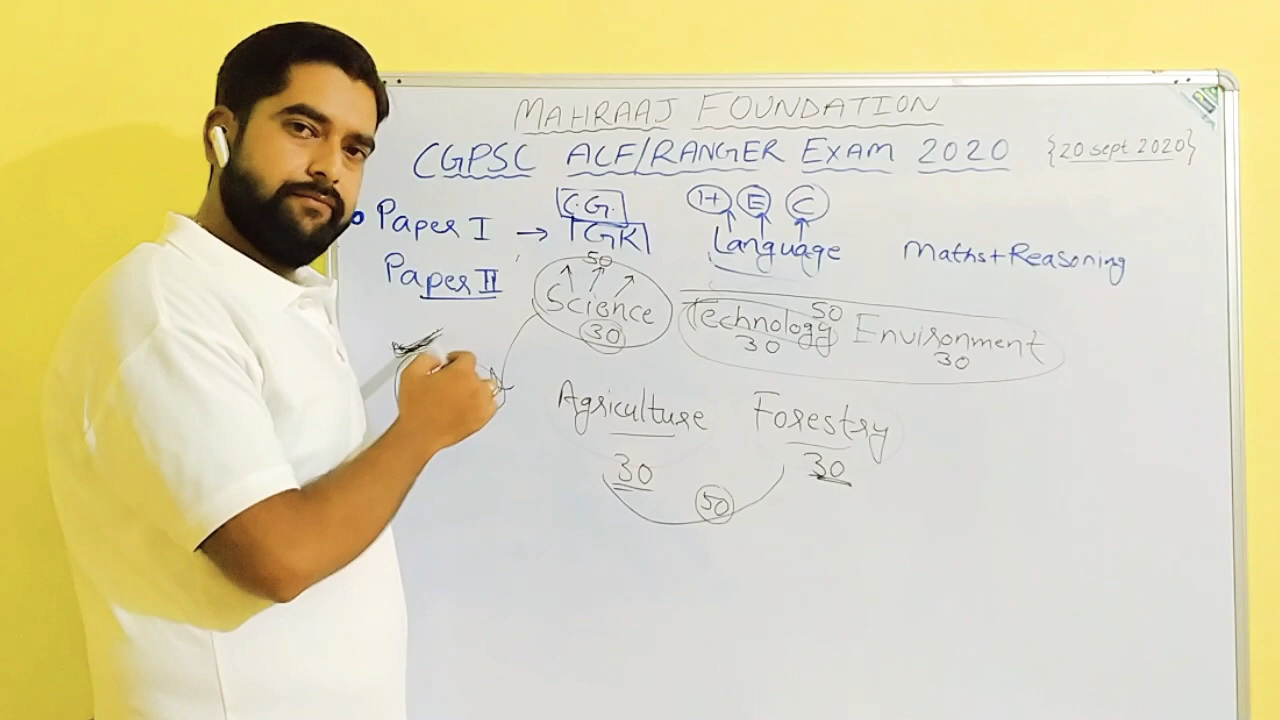 MAHRAAJ FOUNDATION
CGPSC ACF/RANGER EXAM 2020 {20 sept 2020}
C.G. H E C
Paper I → GK Language Maths+Reasoning
Paper II
50
Science Technology 50 Environment
30 30 30
Agriculture Forestry
30 30
50